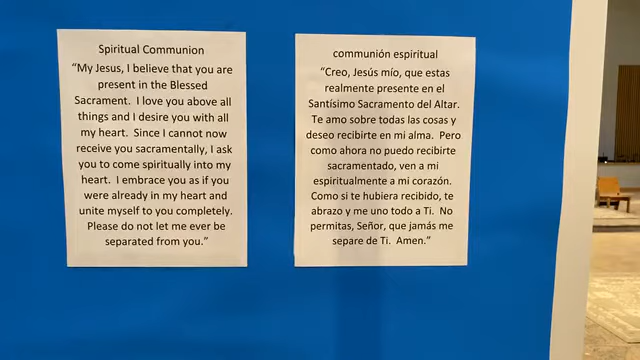 Spiritual Communion
“My Jesus, I believe that you are
present in the Blessed
Sacrament. I love you above all
things and I desire you with all
my heart. Since I cannot now
receive you sacramentally, I ask
you to come spiritually into my
heart. I embrace you as if you
were already in my heart and
unite myself to you completely.
Please do not let me ever be
separated from you.”
communión espiritual
“Creo, Jesús mío, que estas
realmente presente en el
Santísimo Sacramento del Altar.
Te amo sobre todas las cosas y
deseo recibirte en mi alma. Pero
como ahora no puedo recibirte
sacramentado, ven a mi
espiritualmente a mi corazón.
Como si te hubiera recibido, te
abrazo y me uno todo a Ti. No
permitas, Señor, que jamás me
separe de Ti. Amen.”